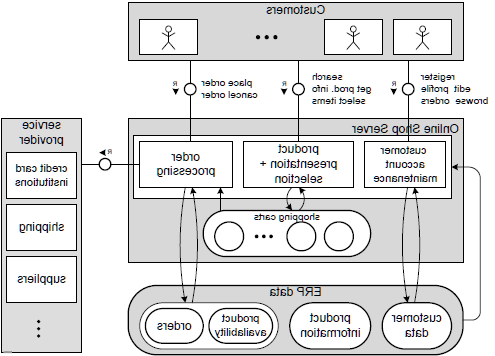 Customers
register
edit profile
browse orders
search
get prod. info
select items
place order
cancel order
R
R
R
Online Shop Server
customer
account
maintenance
product
presentation +
selection
order
processing
R
service
provider
credit card
institutions
shipping
suppliers
shopping carts
ERP data
customer
data
product
information
product
availability
orders